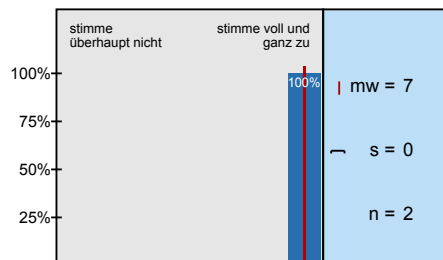 stimme
überhaupt nicht
stimme voll und
ganz zu
100%
100%
mw = 7
75%
s = 0
50%
n = 2
25%